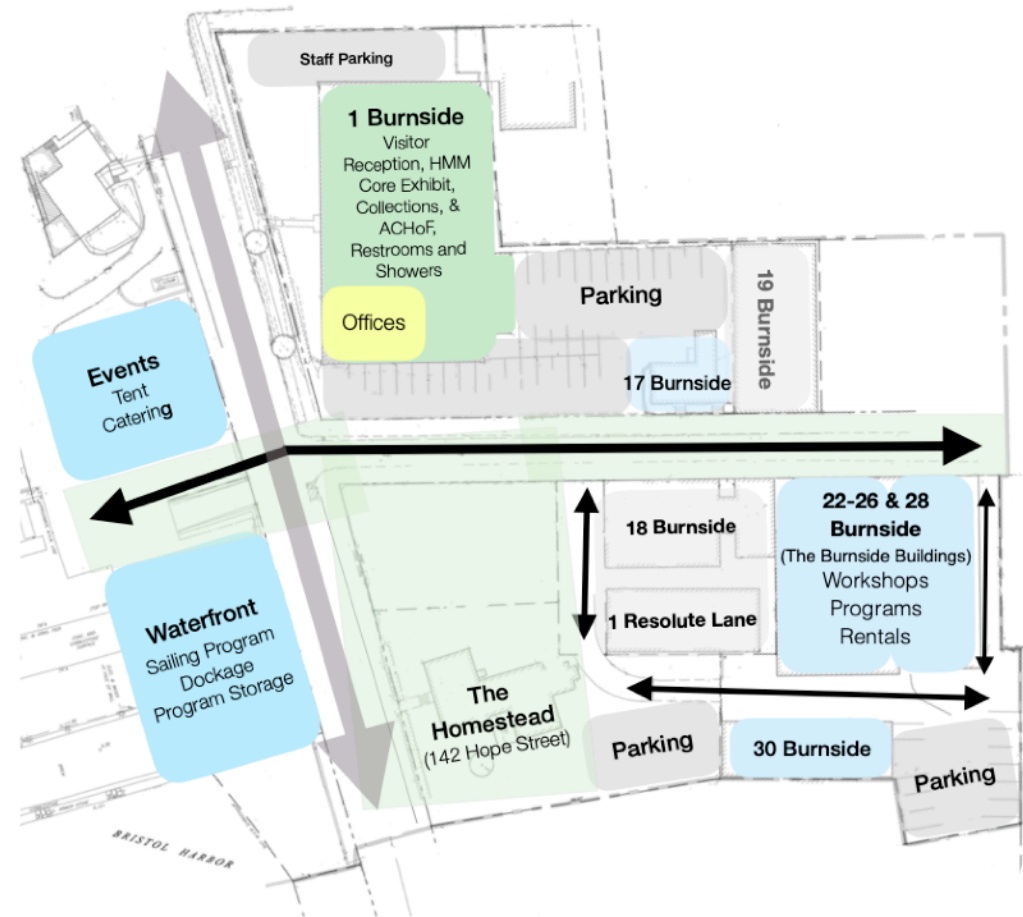 Staff Parking
1 Burnside
Visitor
Reception, HMM
Core Exhibit,
Collections, &
ACHoF,
Restrooms and
Showers
Offices
Parking
19 Burnside
17 Burnside
Events
Tent
Catering
Waterfront
Sailing Program
Dockage
Program Storage
18 Burnside
1 Resolute Lane
22-26 & 28
Burnside
(The Burnside Buildings)
Workshops
Programs
Rentals
The
Homestead
(142 Hope Street)
Parking
30 Burnside
Parking
BRISTOL HARBOR